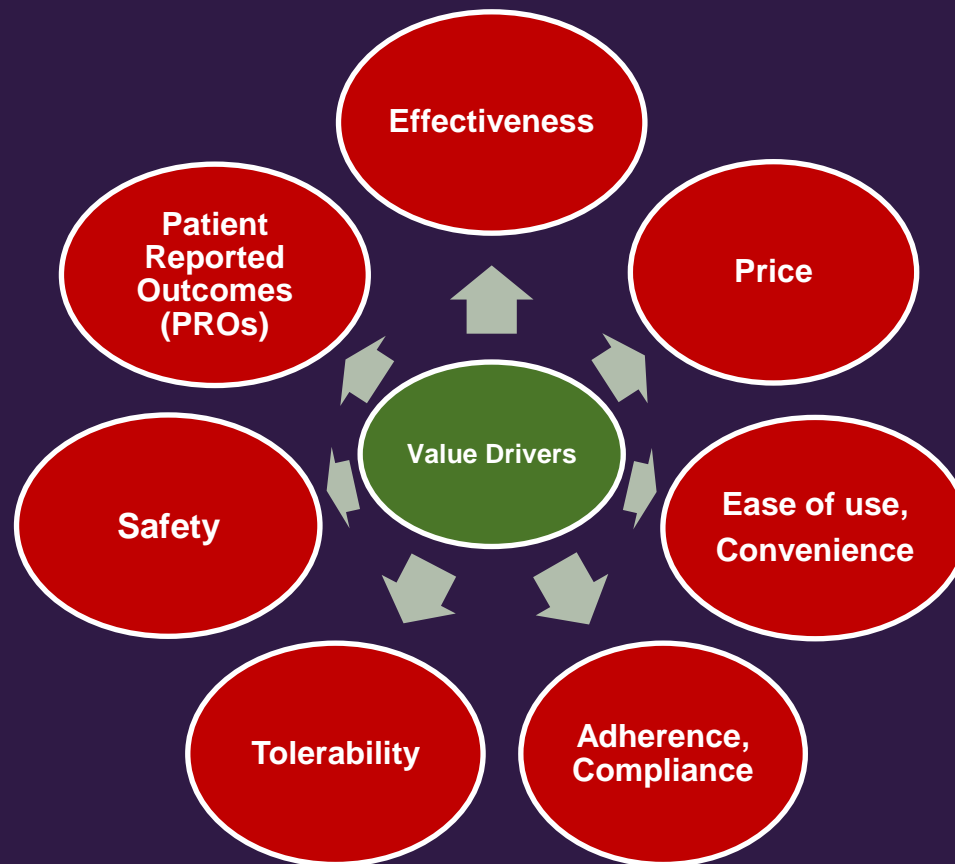 Effectiveness
Price
Ease of use,
Convenience
Adherence,
Compliance
Tolerability
Safety
Patient
Reported
Outcomes
(PROs)
Value Drivers